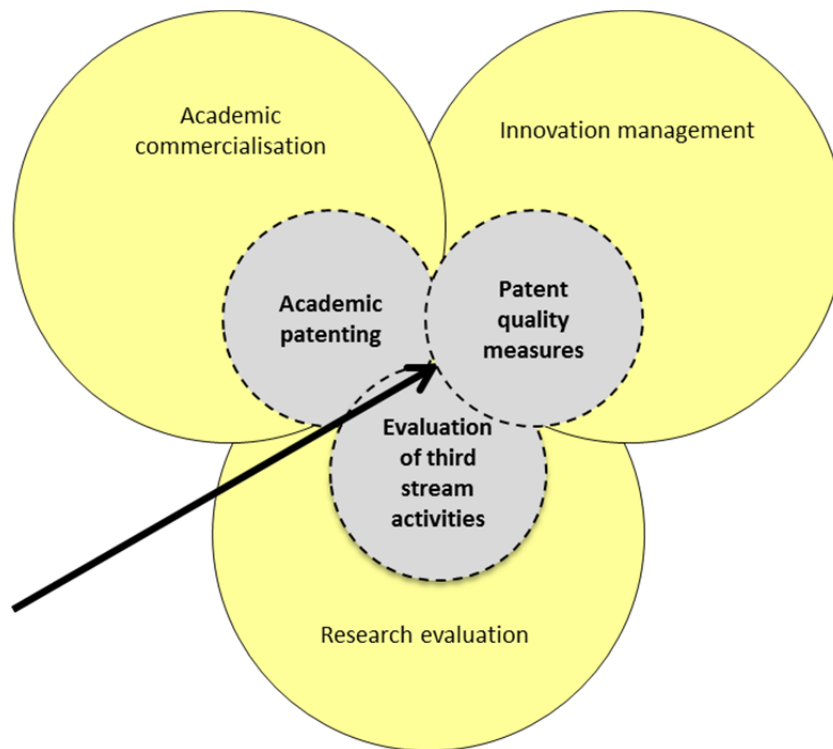 Academic
commercialisation
Innovation management
Academic
patenting
Patent
quality
measures
Evaluation
of third
stream
activities
Research evaluation